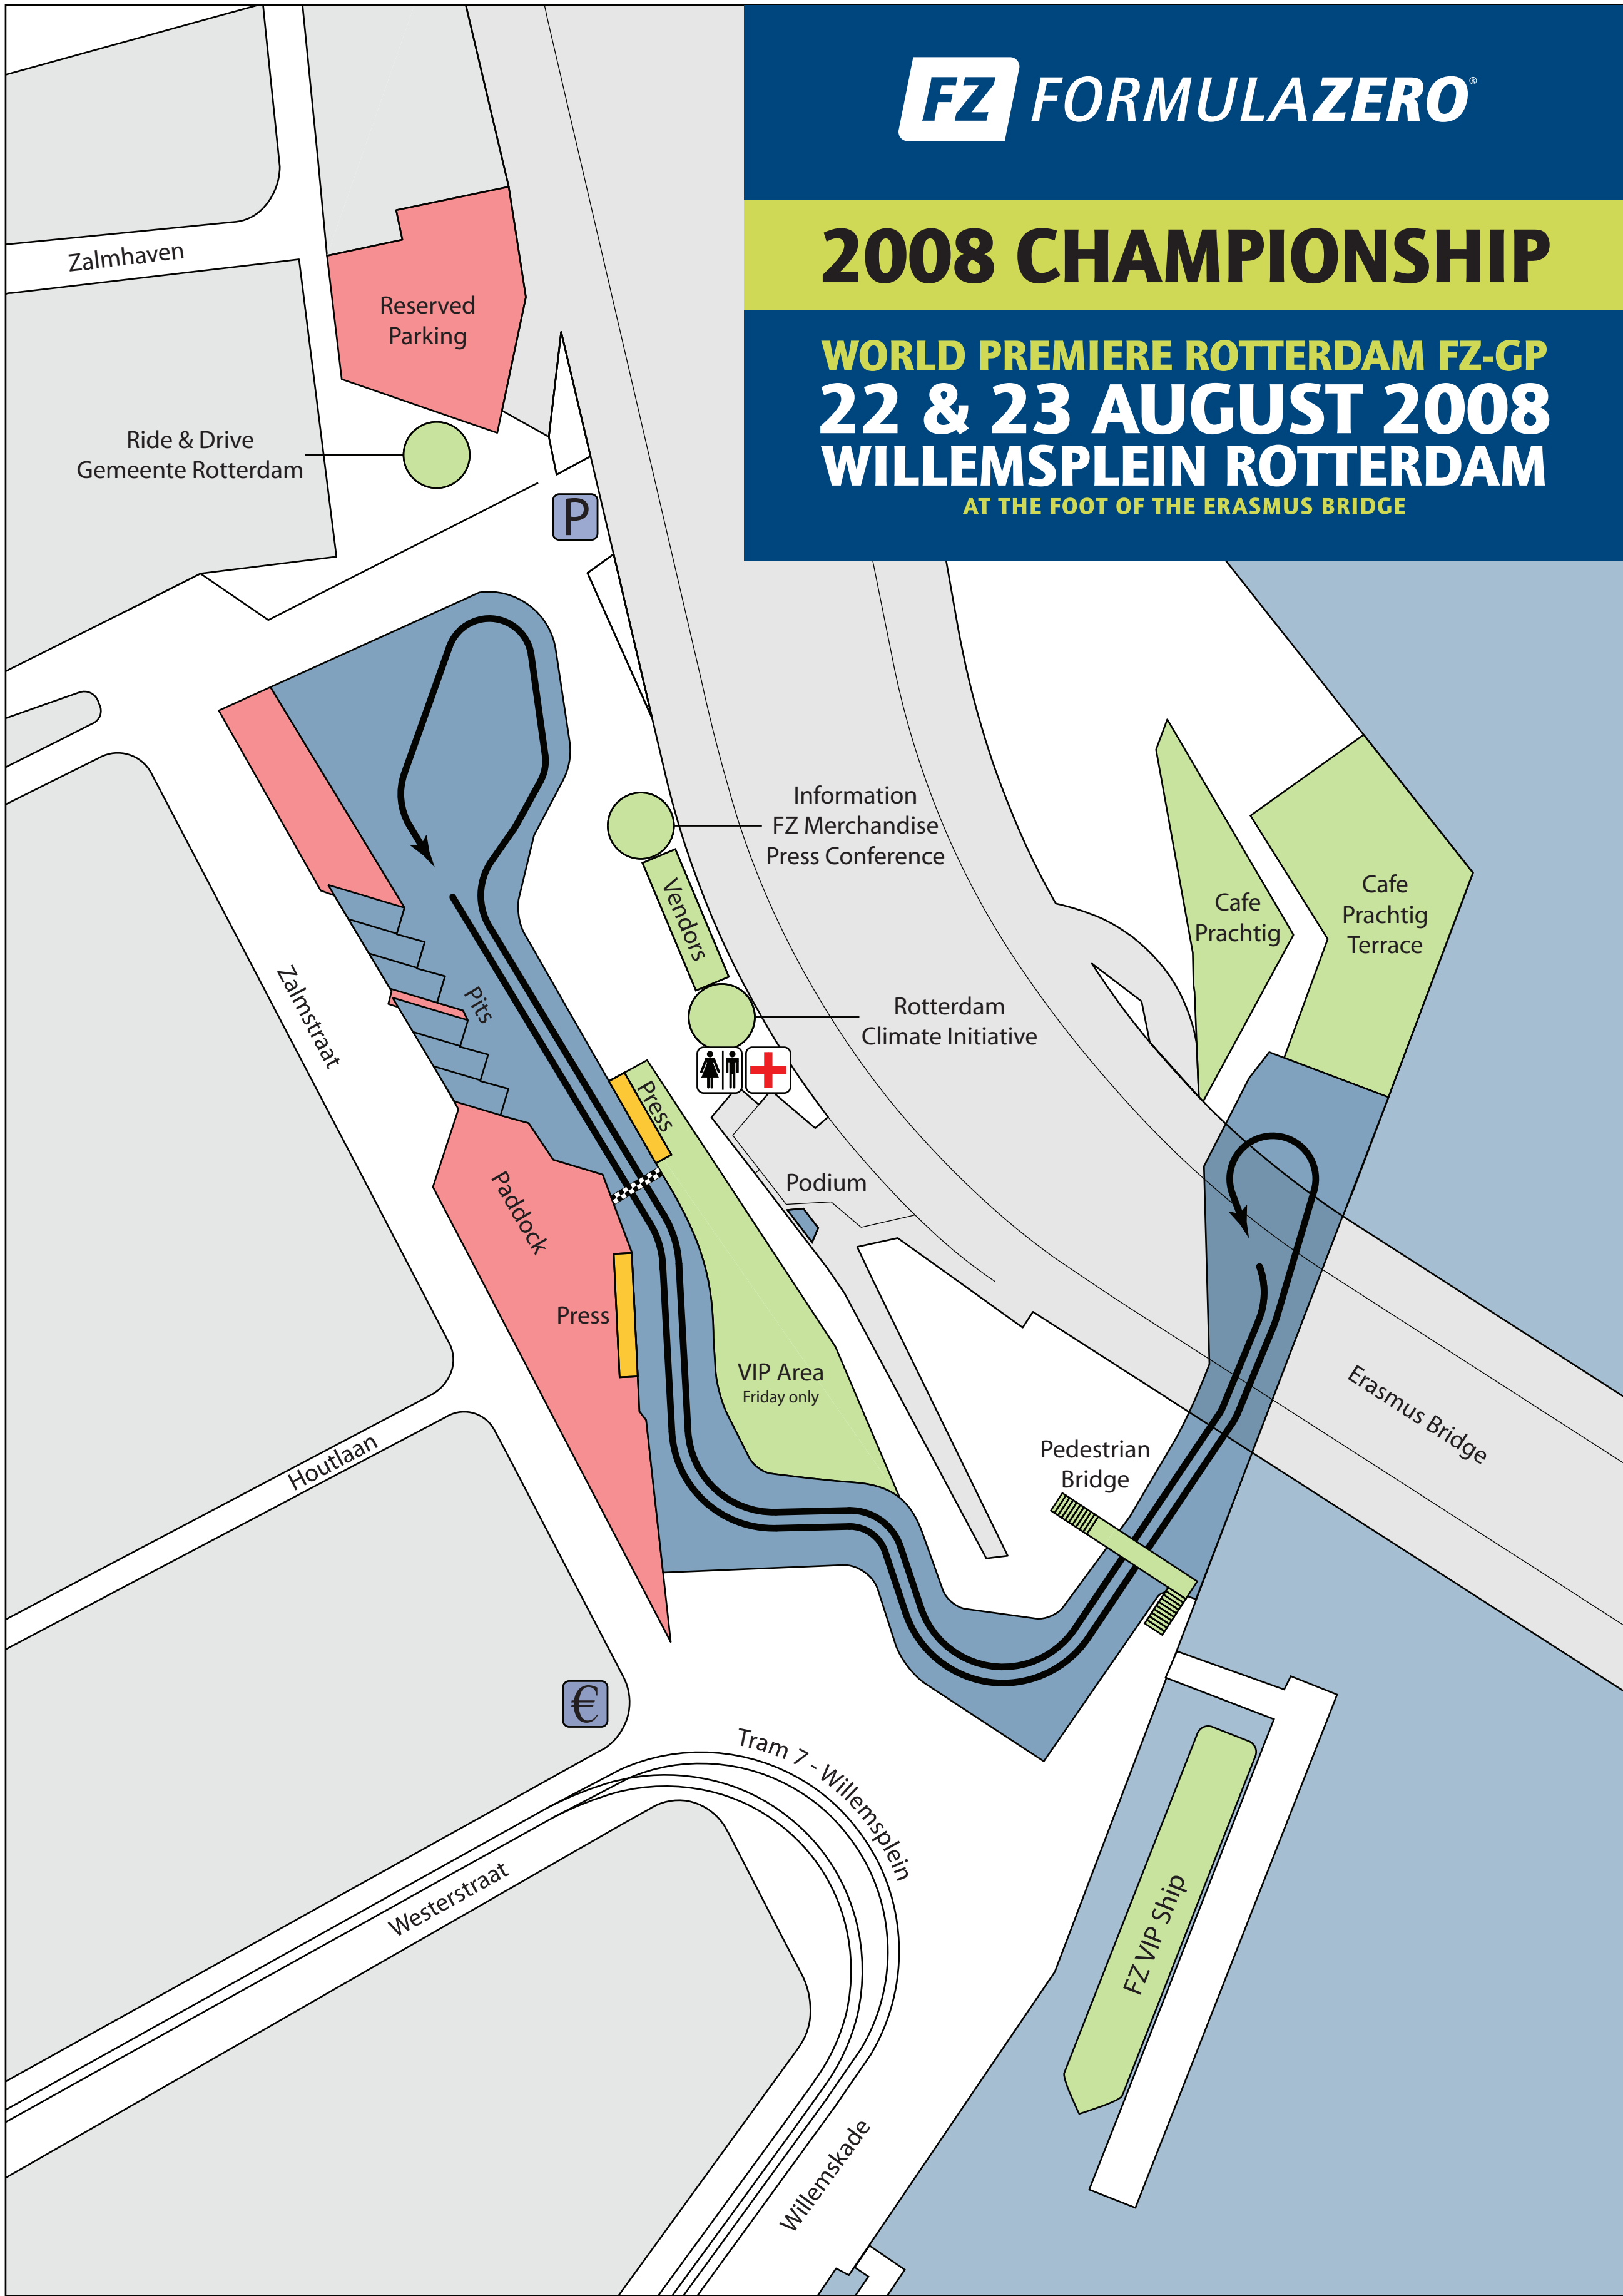 FZ FORMULAZERO®
2008 CHAMPIONSHIP
WORLD PREMIERE ROTTERDAM FZ-GP
22 & 23 AUGUST 2008
WILLEMSPLEIN ROTTERDAM
AT THE FOOT OF THE ERASMUS BRIDGE
Zalmhaven
Reserved
Parking
Ride & Drive
Gemeente Rotterdam
P
Information
FZ Merchandise
Press Conference
Vendors
Cafe
Prachtig
Cafe
Prachtig
Terrace
Zalmstraat
Pits
Rotterdam
Climate Initiative
Press
Podium
Paddock
Press
VIP Area
Friday only
Erasmus Bridge
Houtlaan
Pedestrian
Bridge
€
Tram 7 - Willemsplein
Westerstraat
FZ VIP Ship
Willemskade